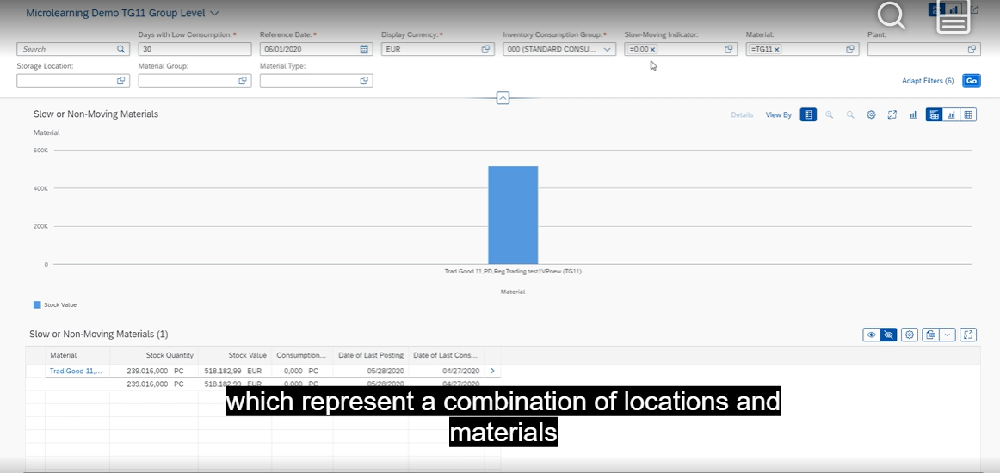 Microlearning Demo TG11 Group Level
Days with Low Consumption:* Reference Date:* Display Currency:* Inventory Consumption Group:* Slow-Moving Indicator: Material: Plant:
Search 30 06/01/2020 EUR 000 (STANDARD CONSU... =0,00 × =TG11 ×
Storage Location: Material Group: Material Type:
Adapt Filters (6) Go
Slow or Non-Moving Materials
Details View By
Material
600K
400K
200K
0
Trad.Good 11,PD,Reg.Trading test1VPnew (TG11)
Material
Stock Value
Slow or Non-Moving Materials (1)
Material Stock Quantity Stock Value Consumption... Date of Last Posting Date of Last Cons...
Trad.Good 11,... 239.016,000 PC 518.182,99 EUR 0,000 PC 05/28/2020 04/27/2020
239.016,000 PC 518.182,99 EUR 0,000 PC 05/28/2020 04/27/2020
which represent a combination of locations and
materials